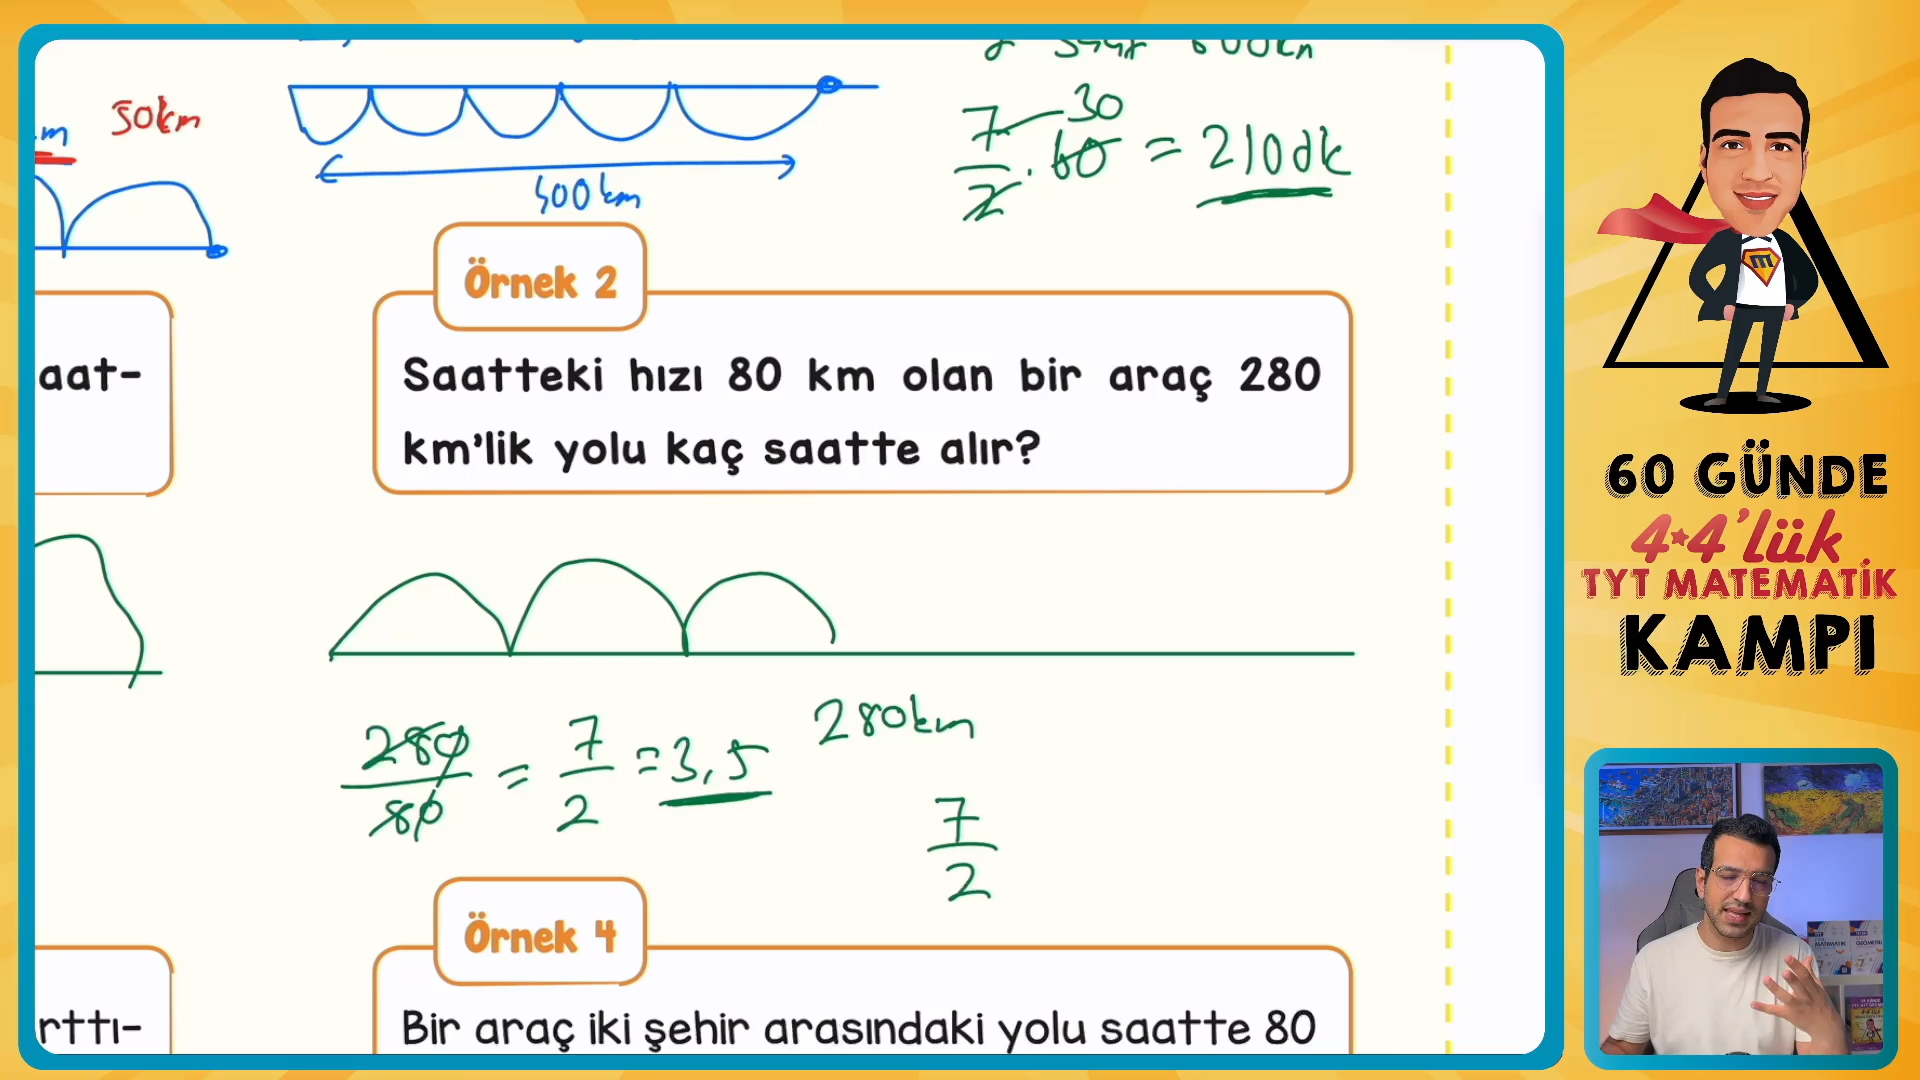 50km
m
400km
7/2 . 60 30 = 210dk
Örnek 2
aat-
Saatteki hızı 80 km olan bir araç 280
km'lik yolu kaç saatte alır?
280/80 = 7/2 = 3,5
280km
7/2
Örnek 4
rttı-
Bir araç iki şehir arasındaki yolu saatte 80
60 GÜNDE
4★4'lük
TYT MATEMATİK
KAMPI